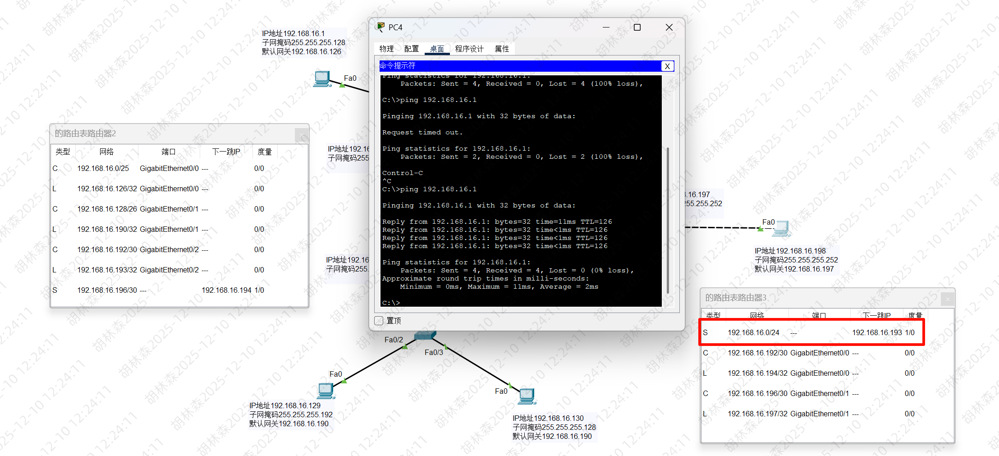 IP地址192.168.16.1
子网掩码255.255.255.128
默认网关192.168.16.126
Fa0
PC4
物理 配置 桌面 程序设计 属性
命令提示符
X
Ping statistics for 192.168.16.1:
Packets: Sent = 4, Received = 0, Lost = 4 (100% loss),
C:\>ping 192.168.16.1
Pinging 192.168.16.1 with 32 bytes of data:
Request timed out.
Ping statistics for 192.168.16.1:
Packets: Sent = 2, Received = 0, Lost = 2 (100% loss),
Control-C
^C
C:\>ping 192.168.16.1
Pinging 192.168.16.1 with 32 bytes of data:
Reply from 192.168.16.1: bytes=32 time=11ms TTL=126
Reply from 192.168.16.1: bytes=32 time<1ms TTL=126
Reply from 192.168.16.1: bytes=32 time<1ms TTL=126
Reply from 192.168.16.1: bytes=32 time<1ms TTL=126
Ping statistics for 192.168.16.1:
Packets: Sent = 4, Received = 4, Lost = 0 (0% loss),
Approximate round trip times in milli-seconds:
Minimum = 0ms, Maximum = 11ms, Average = 2ms
C:\>
置顶
的路由表路由器2
类型 网络 端口 下一跳IP 度量
C 192.168.16.0/25 GigabitEthernet0/0 --- 0/0
L 192.168.16.126/32 GigabitEthernet0/0 --- 0/0
C 192.168.16.128/26 GigabitEthernet0/1 --- 0/0
L 192.168.16.190/32 GigabitEthernet0/1 --- 0/0
C 192.168.16.192/30 GigabitEthernet0/2 --- 0/0
L 192.168.16.193/32 GigabitEthernet0/2 --- 0/0
S 192.168.16.196/30 --- 192.168.16.194 1/0
IP地址192.16
子网掩码255
IP地址192.16
子网掩码255.
.16.197
255.255.252
Fa0
IP地址192.168.16.198
子网掩码255.255.255.252
默认网关192.168.16.197
的路由表路由器3
类型 网络 端口 下一跳IP 度量
S 192.168.16.0/24 --- 192.168.16.193 1/0
C 192.168.16.192/30 GigabitEthernet0/0 --- 0/0
L 192.168.16.194/32 GigabitEthernet0/0 --- 0/0
C 192.168.16.196/30 GigabitEthernet0/1 --- 0/0
L 192.168.16.197/32 GigabitEthernet0/1 --- 0/0
Fa0/2
Fa0/3
Fa0
Fa0
IP地址192.168.16.129
子网掩码255.255.255.192
默认网关192.168.16.190
IP地址192.168.16.130
子网掩码255.255.255.128
默认网关192.168.16.190
胡林森2025-12-10 12:24:11